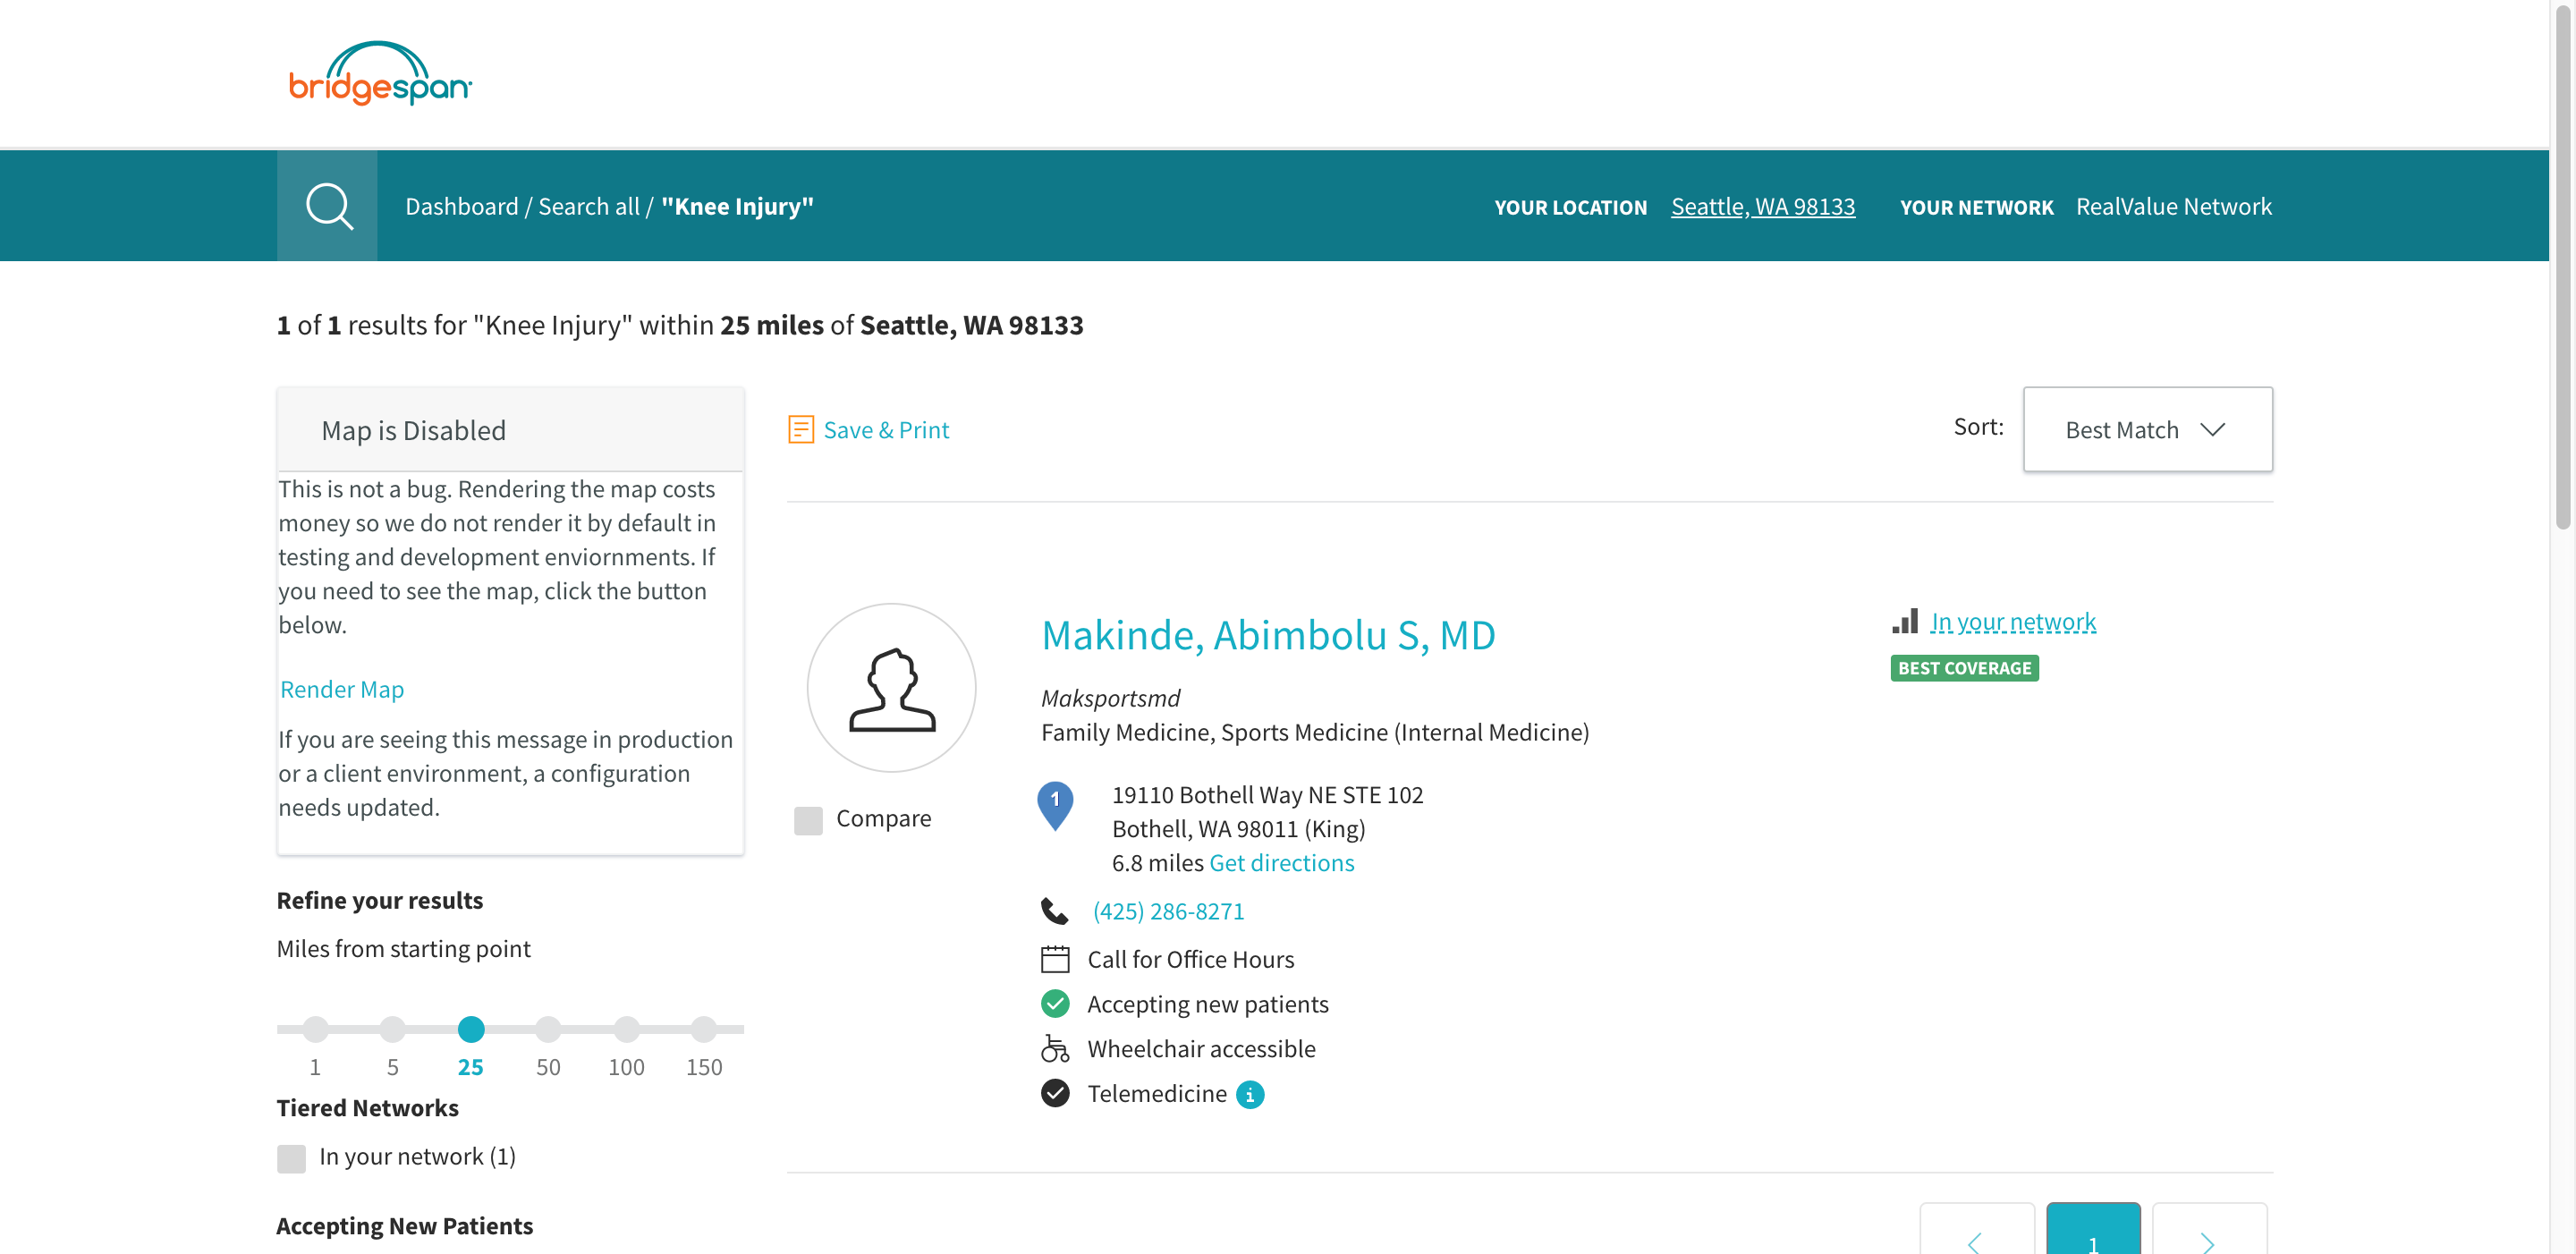 bridgespan
Dashboard / Search all / "Knee Injury"
YOUR LOCATION Seattle, WA 98133 YOUR NETWORK RealValue Network
1 of 1 results for "Knee Injury" within 25 miles of Seattle, WA 98133
Map is Disabled
This is not a bug. Rendering the map costs
money so we do not render it by default in
testing and development enviornments. If
you need to see the map, click the button
below.
Render Map
If you are seeing this message in production
or a client environment, a configuration
needs updated.
Refine your results
Miles from starting point
1 5 25 50 100 150
Tiered Networks
In your network (1)
Accepting New Patients
Save & Print
Sort: Best Match
Compare
Makinde, Abimbolu S, MD
Maksportsmd
Family Medicine, Sports Medicine (Internal Medicine)
1
19110 Bothell Way NE STE 102
Bothell, WA 98011 (King)
6.8 miles Get directions
(425) 286-8271
Call for Office Hours
Accepting new patients
Wheelchair accessible
Telemedicine i
In your network
BEST COVERAGE
1